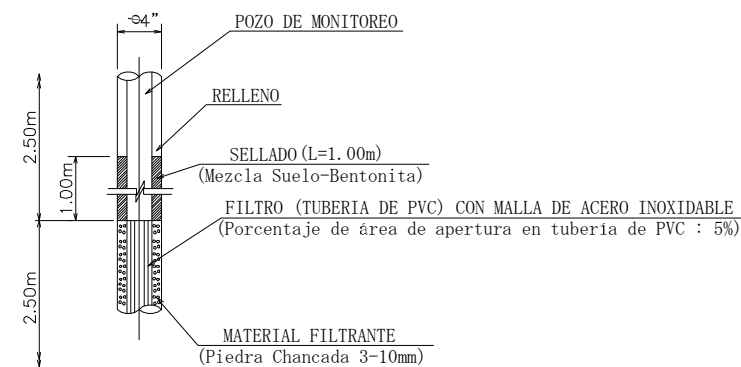 φ4"
POZO DE MONITOREO
RELLENO
2.50m
SELLADO(L=1.00m)
(Mezcla Suelo-Bentonita)
1.00m
FILTRO (TUBERIA DE PVC) CON MALLA DE ACERO INOXIDABLE
(Porcentaje de área de apertura en tubería de PVC : 5%)
2.50m
MATERIAL FILTRANTE
(Piedra Chancada 3-10mm)